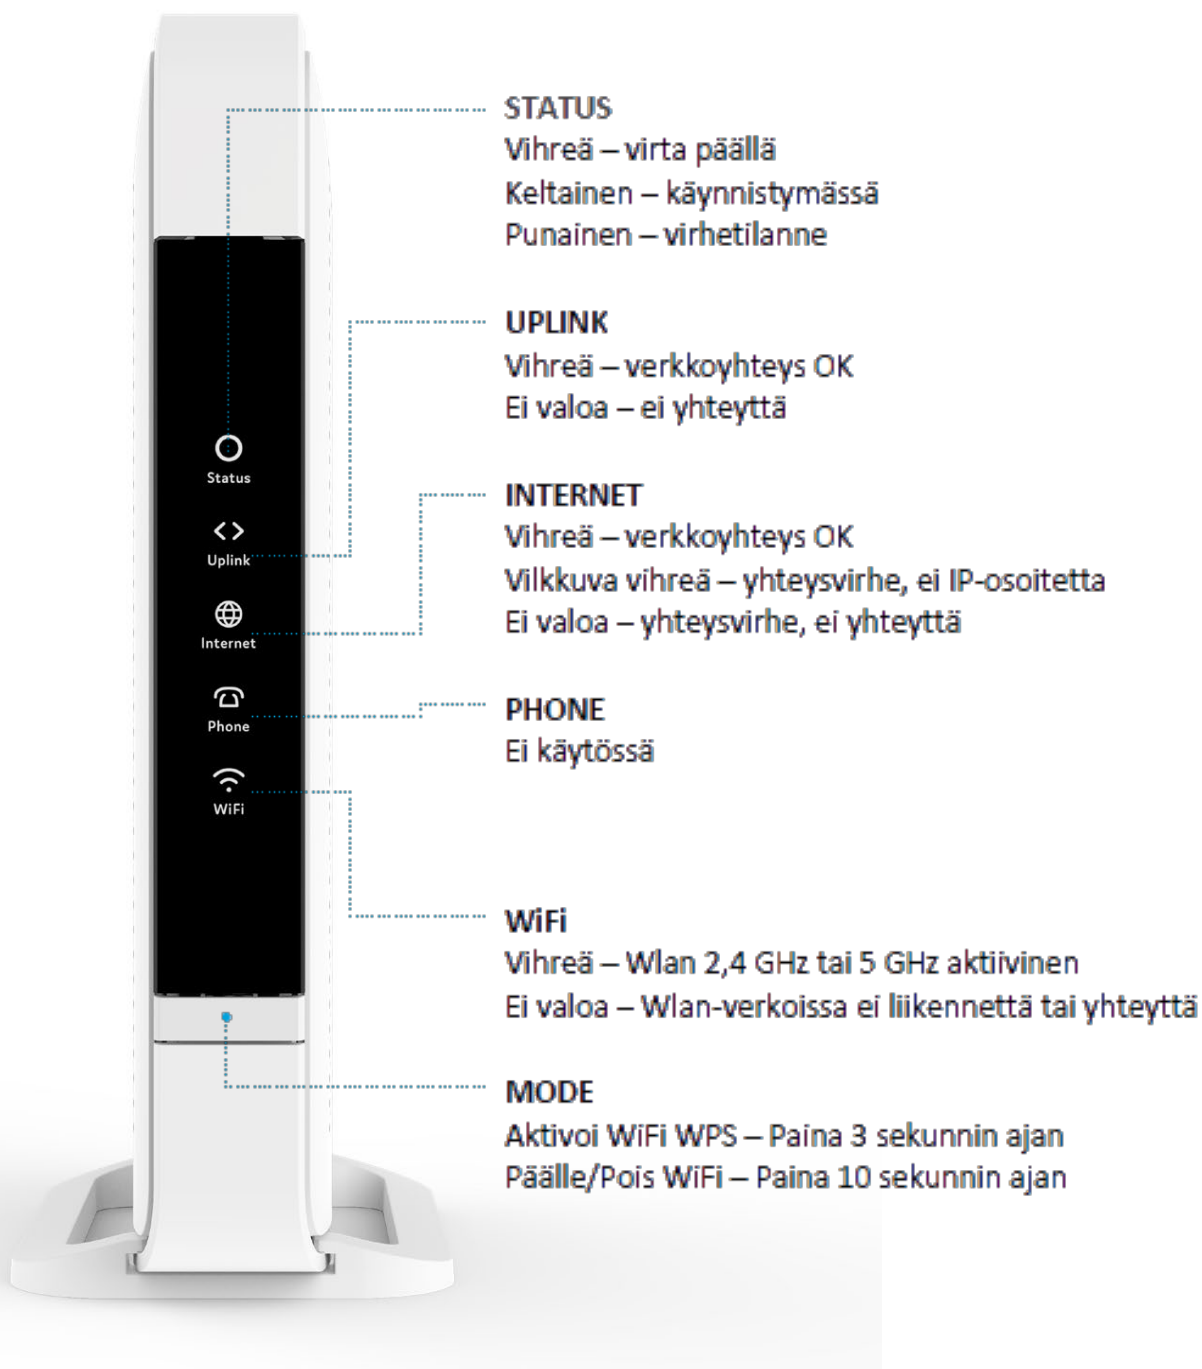 STATUS
Vihreä – virta päällä
Keltainen – käynnistymässä
Punainen – virhetilanne
UPLINK
Vihreä – verkkoyhteys OK
Ei valoa – ei yhteyttä
INTERNET
Vihreä – verkkoyhteys OK
Vilkkuva vihreä – yhteysvirhe, ei IP-osoitetta
Ei valoa – yhteysvirhe, ei yhteyttä
PHONE
Ei käytössä
WiFi
Vihreä – Wlan 2,4 GHz tai 5 GHz aktiivinen
Ei valoa – Wlan-verkoissa ei liikennettä tai yhteyttä
MODE
Aktivoi WiFi WPS – Paina 3 sekunnin ajan
Päälle/Pois WiFi – Paina 10 sekunnin ajan
Status
Uplink
Internet
Phone
WiFi